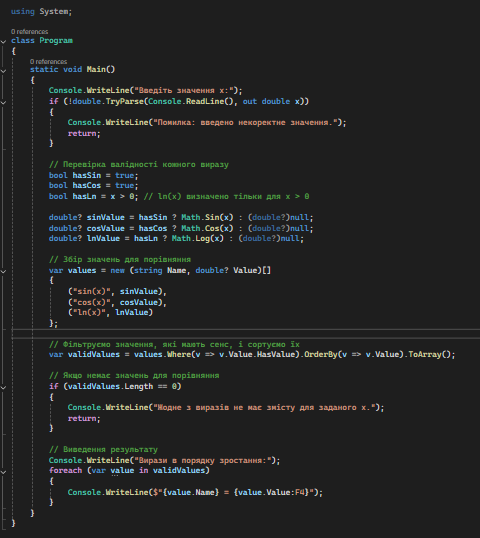 using System;
0 references
class Program
{
0 references
static void Main()
{
Console.WriteLine("Введіть значення x:");
if (!double.TryParse(Console.ReadLine(), out double x))
{
Console.WriteLine("Помилка: введено некоректне значення.");
return;
}
// Перевірка валідності кожного виразу
bool hasSin = true;
bool hasCos = true;
bool hasLn = x > 0; // ln(x) визначено тільки для x > 0
double? sinValue = hasSin ? Math.Sin(x) : (double?)null;
double? cosValue = hasCos ? Math.Cos(x) : (double?)null;
double? lnValue = hasLn ? Math.Log(x) : (double?)null;
// Збір значень для порівняння
var values = new (string Name, double? Value)[]
{
("sin(x)", sinValue),
("cos(x)", cosValue),
("ln(x)", lnValue)
};
// Фільтруємо значення, які мають сенс, і сортуємо їх
var validValues = values.Where(v => v.Value.HasValue).OrderBy(v => v.Value).ToArray();
// Якщо немає значень для порівняння
if (validValues.Length == 0)
{
Console.WriteLine("Жодне з виразів не має змісту для заданого x.");
return;
}
// Виведення результату
Console.WriteLine("Вирази в порядку зростання:");
foreach (var value in validValues)
{
Console.WriteLine($"{value.Name} = {value.Value:F4}");
}
}
}